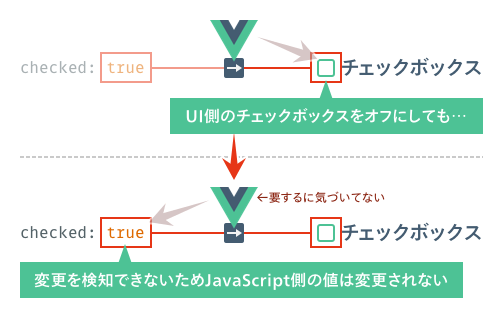 checked: true チェックボックス
UI側のチェックボックスをオフにしても…
←要するに気づいてない
checked: true チェックボックス
変更を検知できないためJavaScript側の値は変更されない